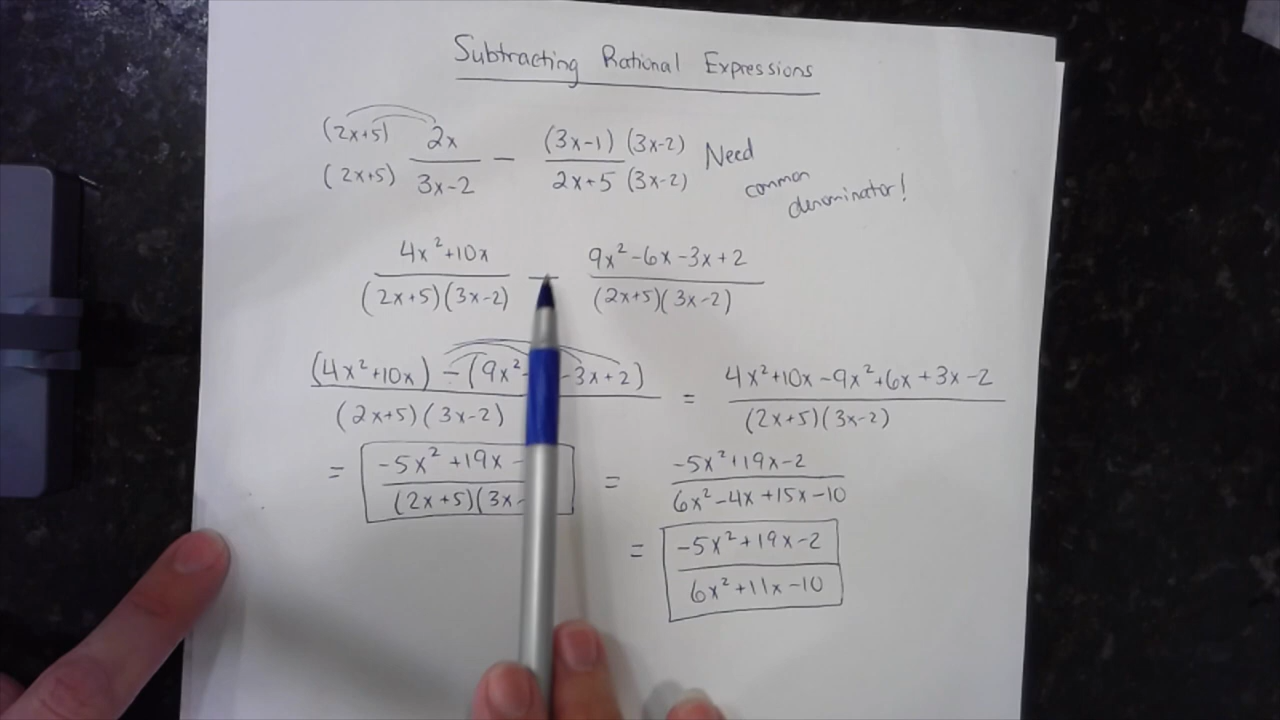 Subtracting Rational Expressions
(2x+5) 2x − (3x-1) (3x-2) Need
(2x+5) 3x-2 2x+5 (3x-2) common
denominator!
4x²+10x − 9x²-6x-3x+2
(2x+5)(3x-2) (2x+5)(3x-2)
(4x²+10x) − (9x² -3x+2) = 4x²+10x-9x²+6x+3x-2
(2x+5)(3x-2) (2x+5)(3x-2)
= -5x²+19x - = -5x²+19x-2
(2x+5)(3x- 6x²-4x+15x-10
= -5x²+19x-2
6x²+11x-10